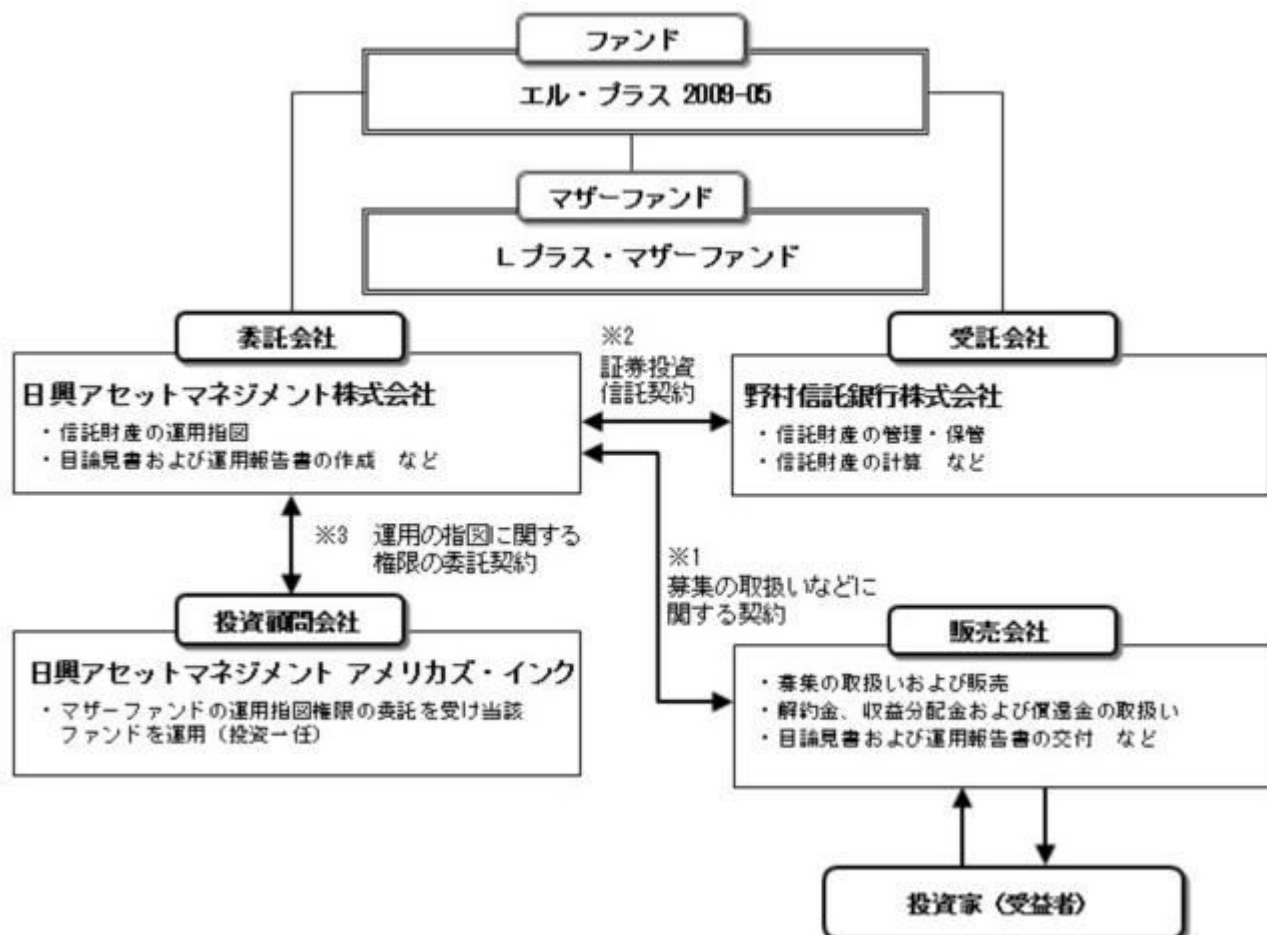 ファンド
エル・プラス 2009-05
マザーファンド
Lプラス・マザーファンド
委託会社
日興アセットマネジメント株式会社
・信託財産の運用指図
・目論見書および運用報告書の作成 など
※2
証券投資
信託契約
受託会社
野村信託銀行株式会社
・信託財産の管理・保管
・信託財産の計算 など
※3 運用の指図に関する
権限の委託契約
※1
募集の取扱いなどに
関する契約
投資顧問会社
日興アセットマネジメント アメリカズ・インク
・マザーファンドの運用指図権限の委託を受け当該
ファンドを運用(投資一任)
販売会社
・募集の取扱いおよび販売
・解約金、収益分配金および償還金の取扱い
・目論見書および運用報告書の交付 など
投資家(受益者)